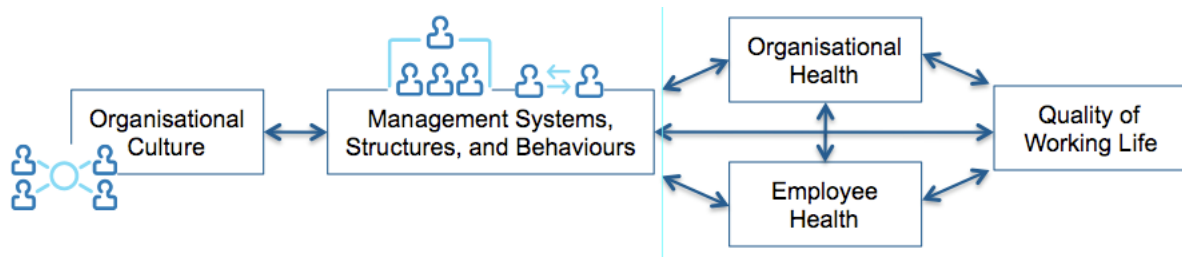 Organisational
Culture
Management Systems,
Structures, and Behaviours
Organisational
Health
Employee
Health
Quality of
Working Life